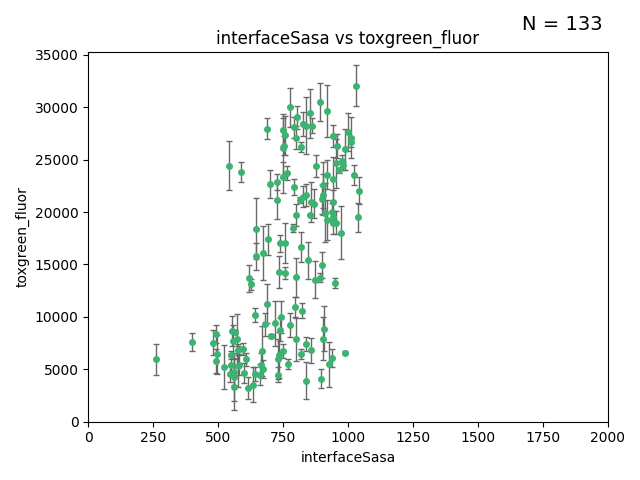 N = 133
interfaceSasa vs toxgreen_fluor
35000
30000
25000
20000
15000
10000
5000
0
toxgreen_fluor
0 250 500 750 1000 1250 1500 1750 2000
interfaceSasa